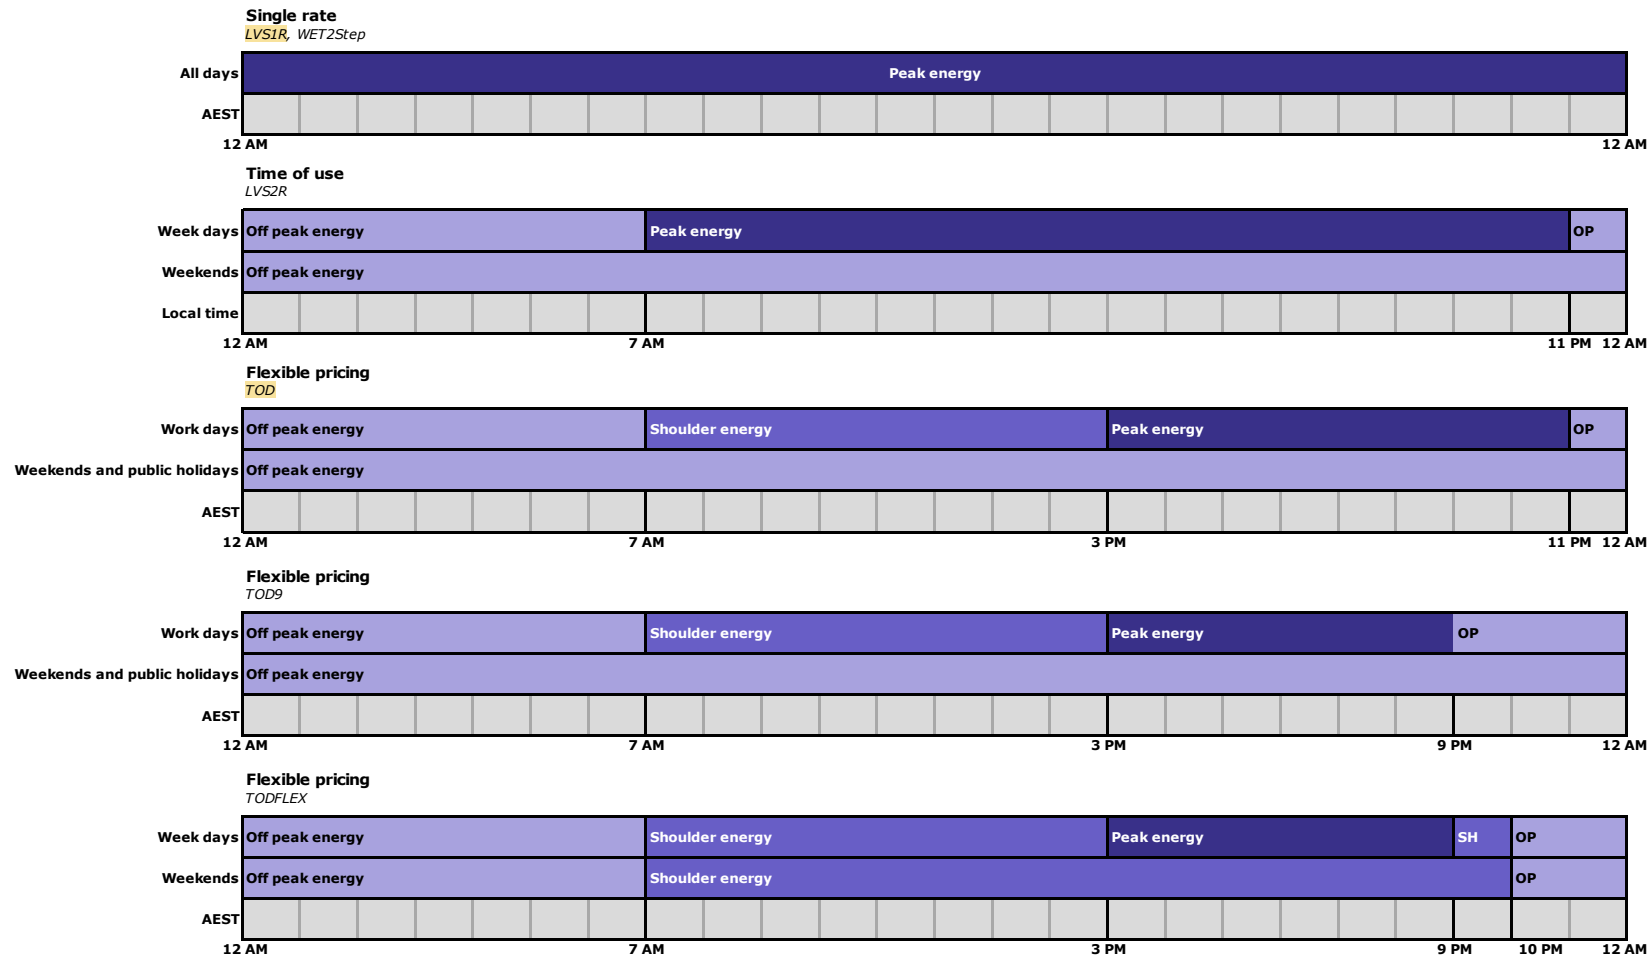 Single rate
LVS1R, WET2Step
All days Peak energy
AEST
12 AM 12 AM
Time of use
LVS2R
Week days Off peak energy Peak energy OP
Weekends Off peak energy
Local time
12 AM 7 AM 11 PM 12 AM
Flexible pricing
TOD
Work days Off peak energy Shoulder energy Peak energy OP
Weekends and public holidays Off peak energy
AEST
12 AM 7 AM 3 PM 11 PM 12 AM
Flexible pricing
TOD9
Work days Off peak energy Shoulder energy Peak energy OP
Weekends and public holidays Off peak energy
AEST
12 AM 7 AM 3 PM 9 PM 12 AM
Flexible pricing
TODFLEX
Week days Off peak energy Shoulder energy Peak energy SH OP
Weekends Off peak energy Shoulder energy OP
AEST
12 AM 7 AM 3 PM 9 PM 10 PM 12 AM